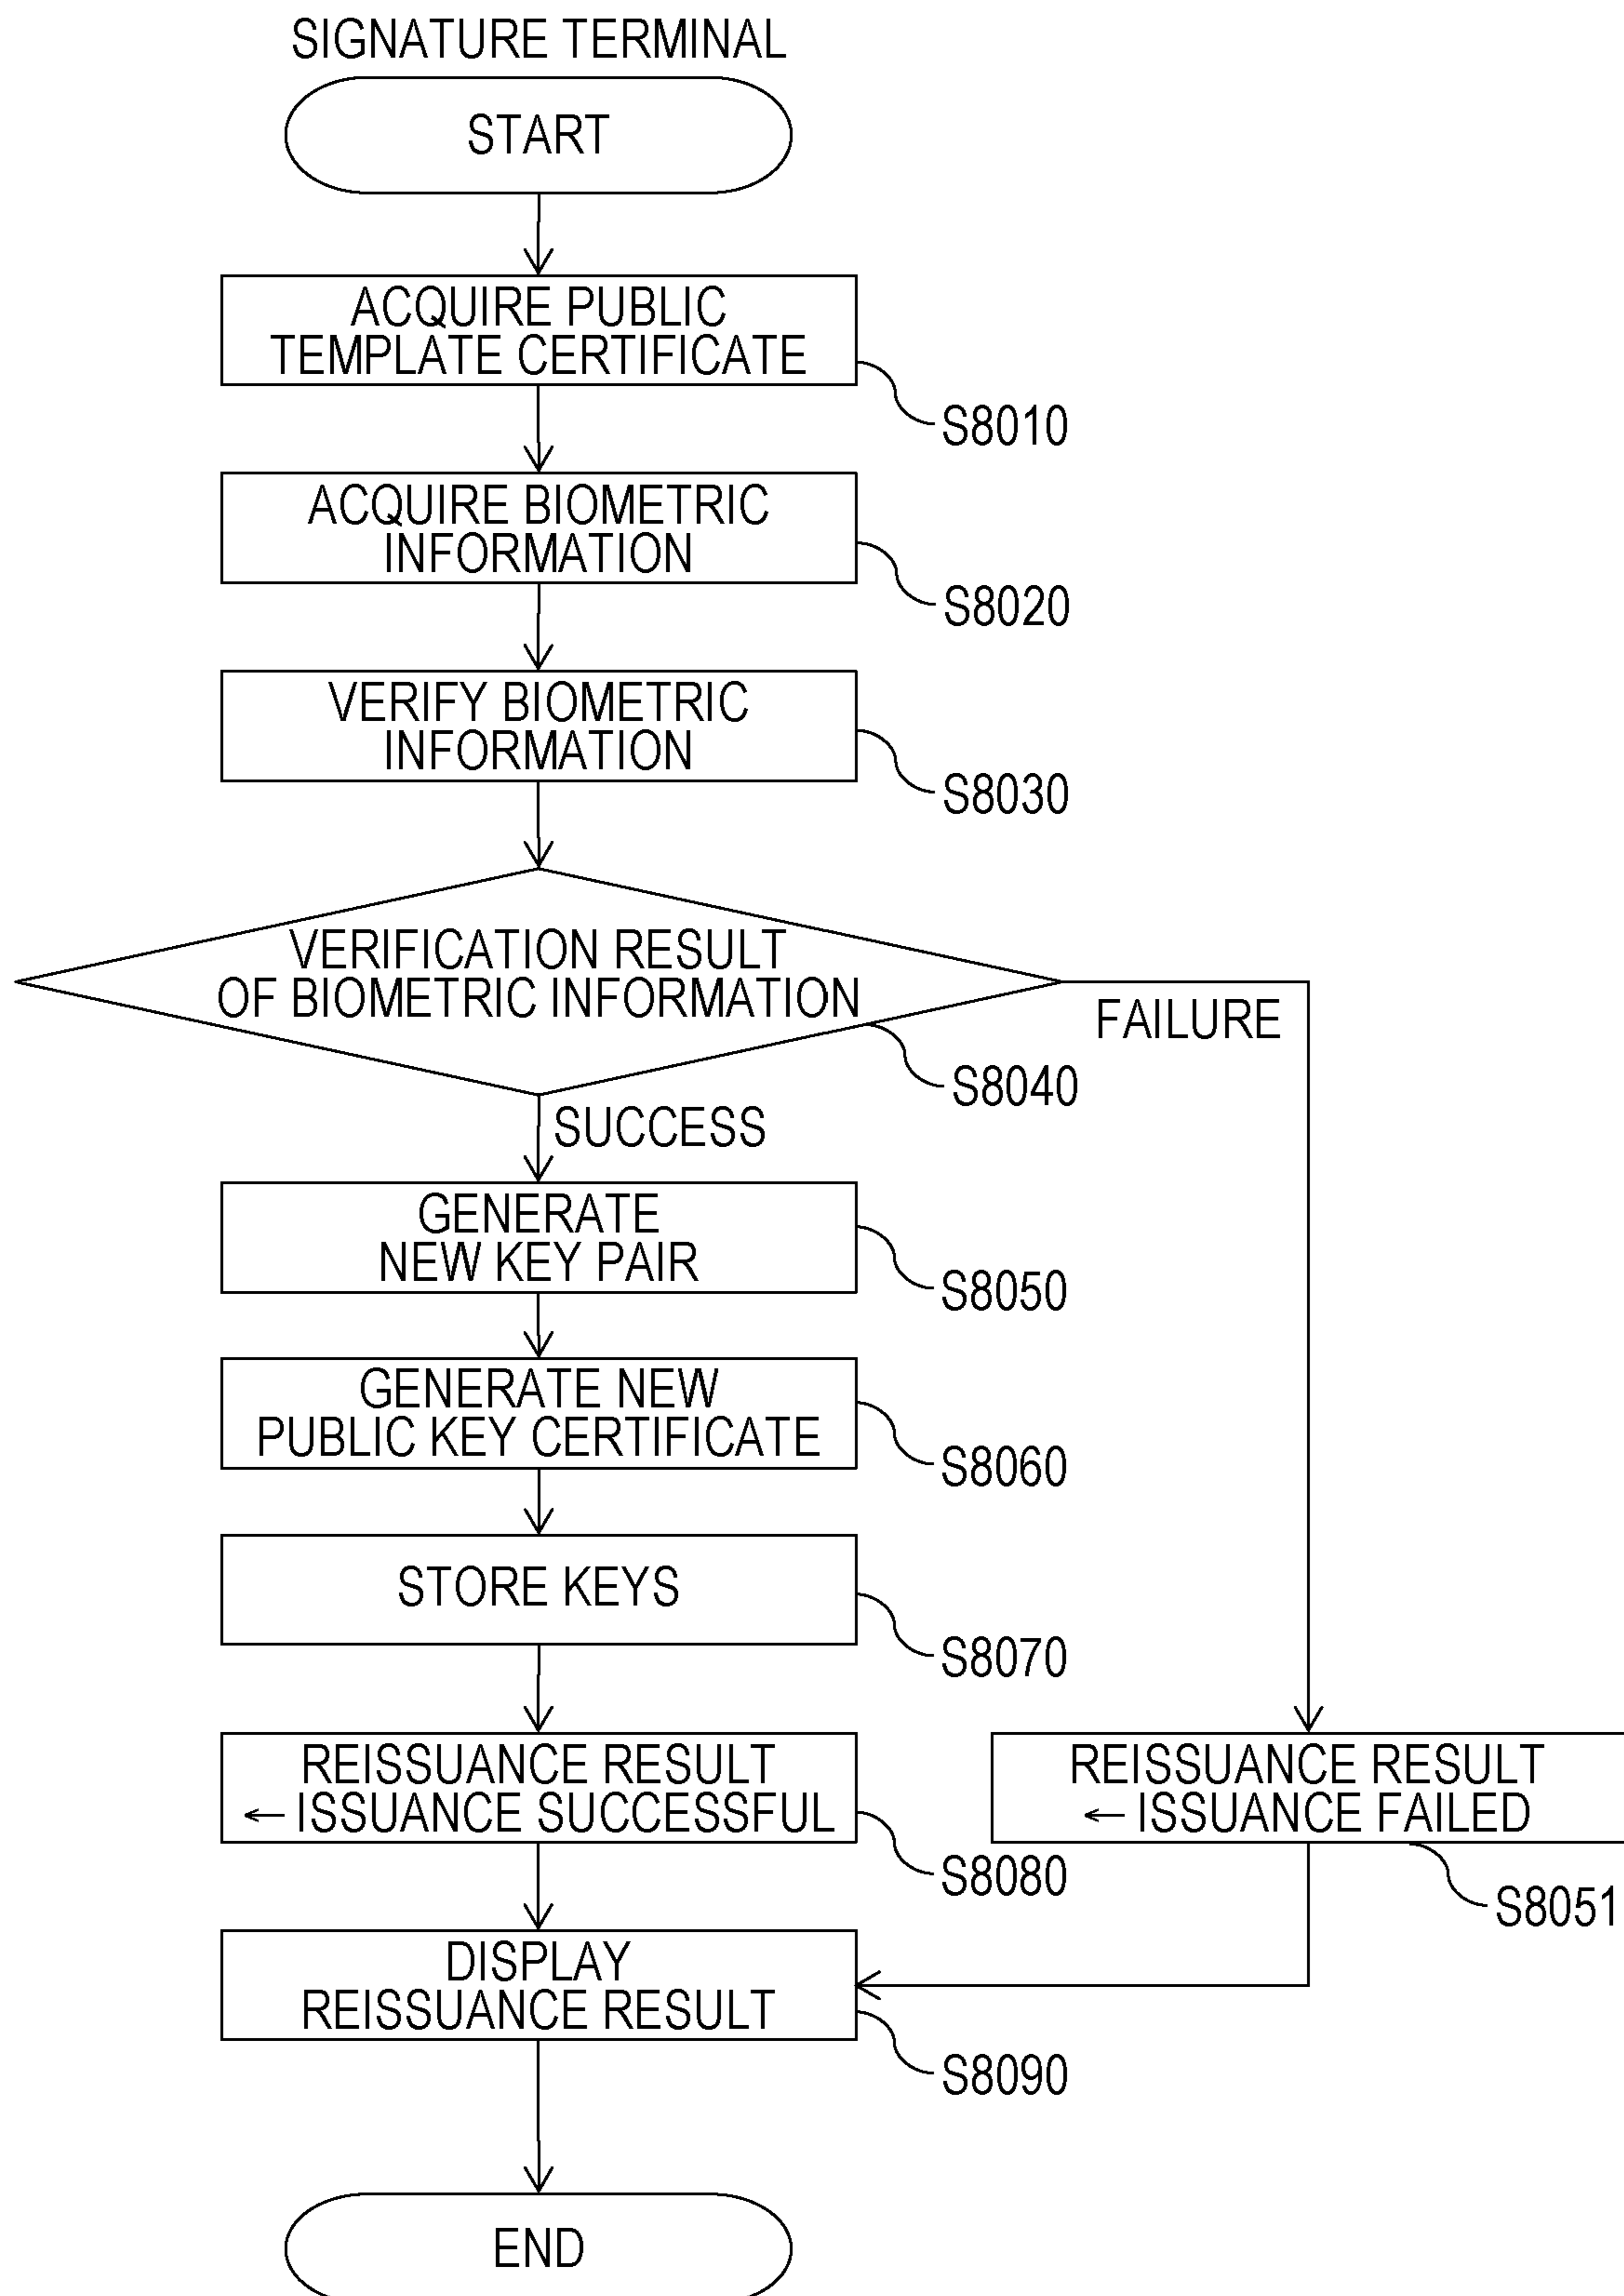 SIGNATURE TERMINAL
START
ACQUIRE PUBLIC
TEMPLATE CERTIFICATE
S8010
ACQUIRE BIOMETRIC
INFORMATION
S8020
VERIFY BIOMETRIC
INFORMATION
S8030
VERIFICATION RESULT
OF BIOMETRIC INFORMATION
FAILURE
S8040
SUCCESS
GENERATE
NEW KEY PAIR
S8050
GENERATE NEW
PUBLIC KEY CERTIFICATE
S8060
STORE KEYS
S8070
REISSUANCE RESULT
← ISSUANCE SUCCESSFUL
S8080
REISSUANCE RESULT
← ISSUANCE FAILED
S8051
DISPLAY
REISSUANCE RESULT
S8090
END